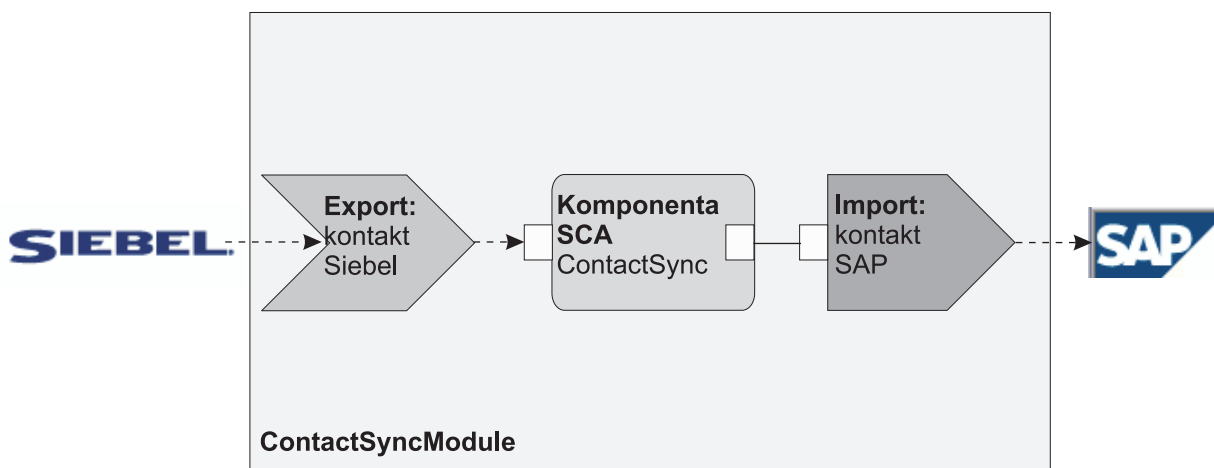 SIEBEL.
Export:
kontakt
Siebel
Komponenta
SCA
ContactSync
Import:
kontakt
SAP
SAP
ContactSyncModule